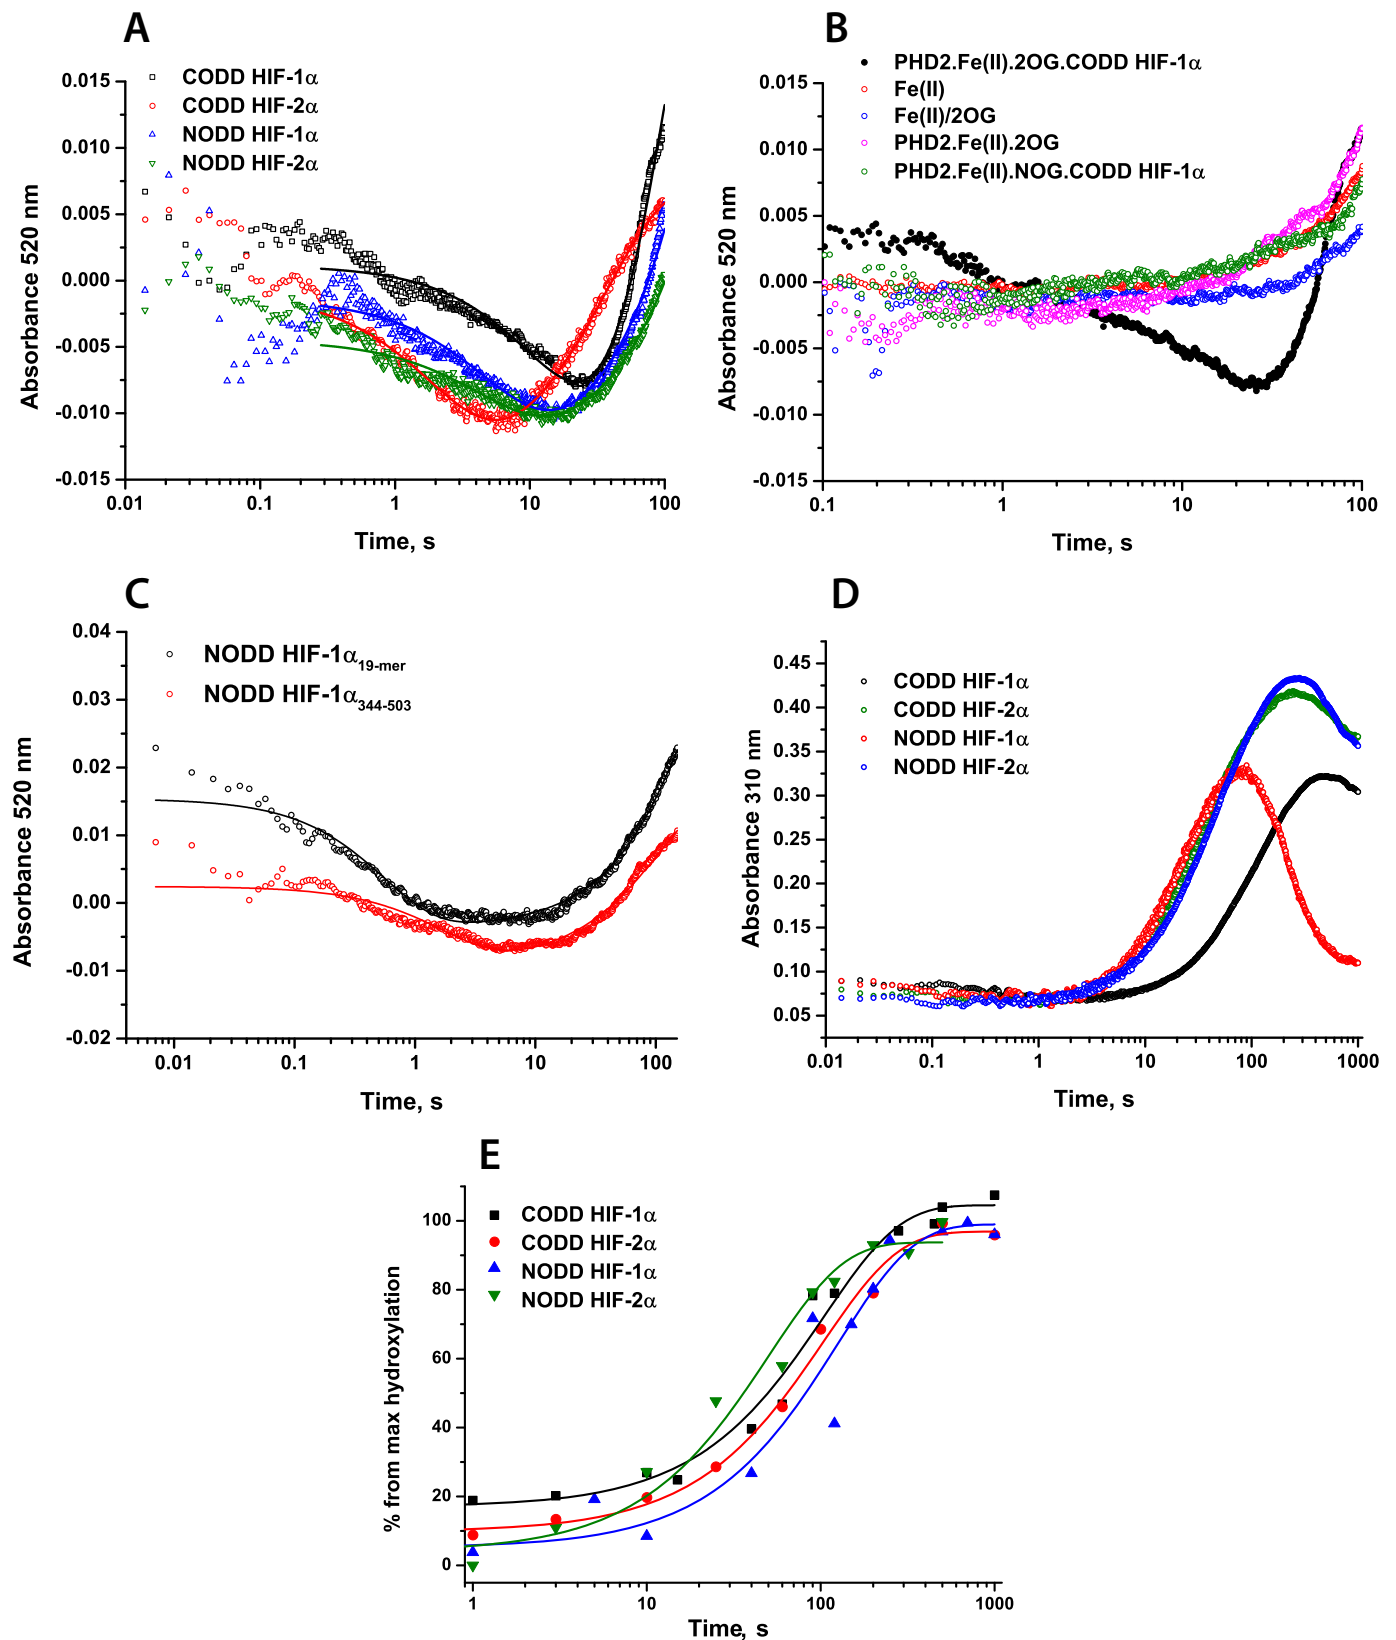 A
CODD HIF-1α
CODD HIF-2α
NODD HIF-1α
NODD HIF-2α
0.015
0.010
0.005
0.000
-0.005
-0.010
-0.015
Absorbance 520 nm
0.01 0.1 1 10 100
Time, s
B
PHD2.Fe(II).2OG.CODD HIF-1α
Fe(II)
Fe(II)/2OG
PHD2.Fe(II).2OG
PHD2.Fe(II).NOG.CODD HIF-1α
0.015
0.010
0.005
0.000
-0.005
-0.010
-0.015
Absorbance 520 nm
0.1 1 10 100
Time, s
C
NODD HIF-1α19-mer
NODD HIF-1α344-503
0.04
0.03
0.02
0.01
0.00
-0.01
-0.02
Absorbance 520 nm
0.01 0.1 1 10 100
Time, s
D
CODD HIF-1α
CODD HIF-2α
NODD HIF-1α
NODD HIF-2α
0.45
0.40
0.35
0.30
0.25
0.20
0.15
0.10
0.05
Absorbance 310 nm
0.01 0.1 1 10 100 1000
Time, s
E
CODD HIF-1α
CODD HIF-2α
NODD HIF-1α
NODD HIF-2α
100
80
60
40
20
0
% from max hydroxylation
1 10 100 1000
Time, s